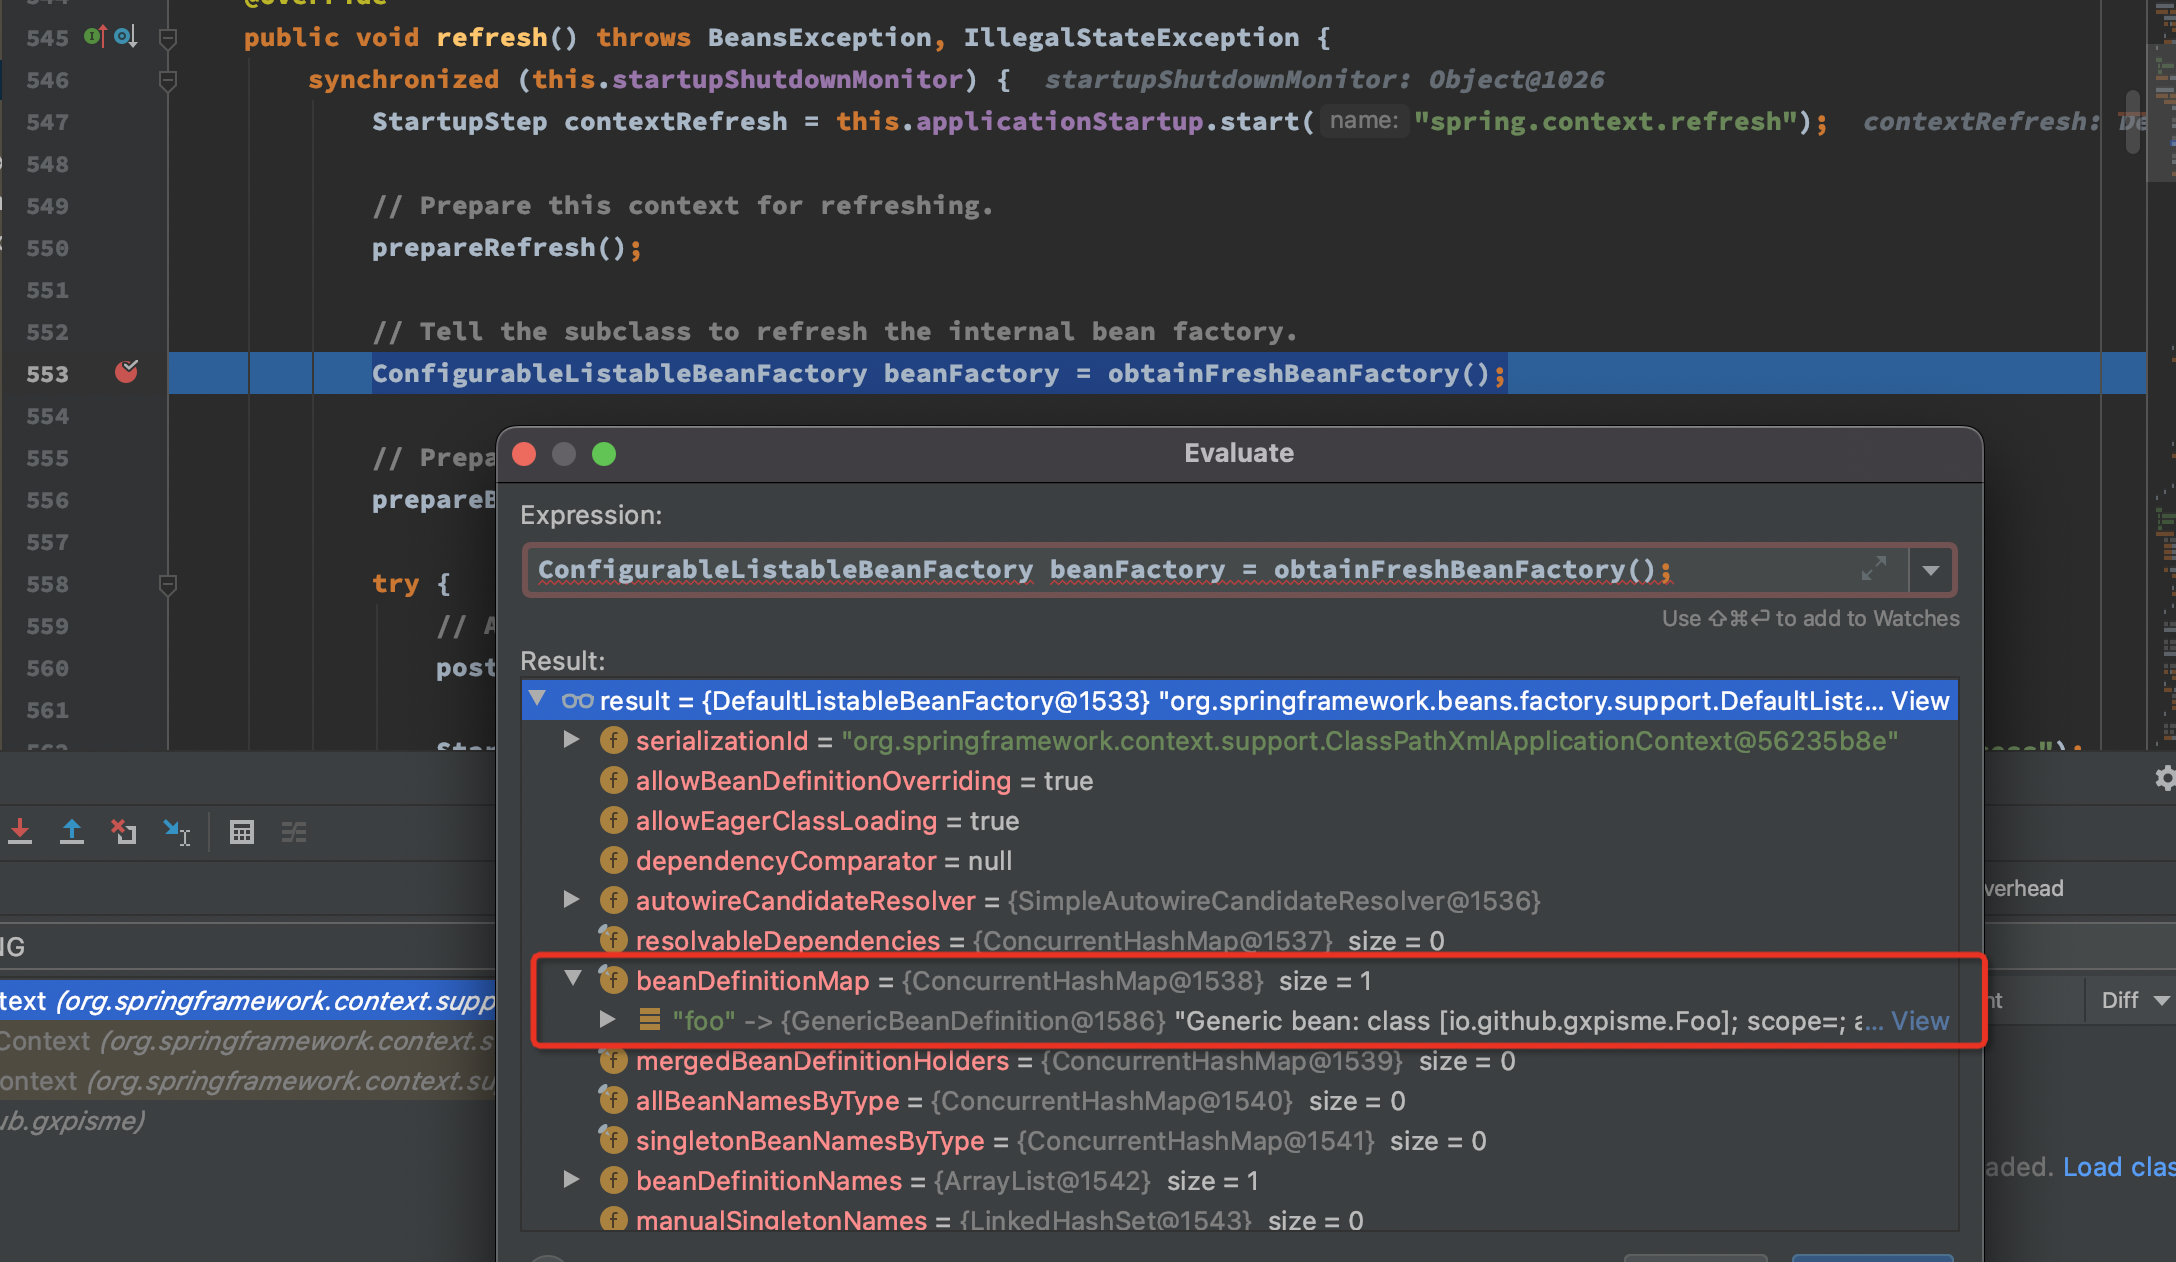 @Override
545 public void refresh() throws BeansException, IllegalStateException {
546 synchronized (this.startupShutdownMonitor) { startupShutdownMonitor: Object@1026
547 StartupStep contextRefresh = this.applicationStartup.start( name: "spring.context.refresh"); contextRefresh: De
548
549 // Prepare this context for refreshing.
550 prepareRefresh();
551
552 // Tell the subclass to refresh the internal bean factory.
553 ConfigurableListableBeanFactory beanFactory = obtainFreshBeanFactory();
554
555 // Prepa
556 prepareB
557
558 try {
559 // A
560 post
561
Evaluate
Expression:
ConfigurableListableBeanFactory beanFactory = obtainFreshBeanFactory();
Use ⇧⌘⏎ to add to Watches
Result:
result = {DefaultListableBeanFactory@1533} "org.springframework.beans.factory.support.DefaultLista... View
serializationId = "org.springframework.context.support.ClassPathXmlApplicationContext@56235b8e"
allowBeanDefinitionOverriding = true
allowEagerClassLoading = true
dependencyComparator = null
autowireCandidateResolver = {SimpleAutowireCandidateResolver@1536}
resolvableDependencies = {ConcurrentHashMap@1537} size = 0
beanDefinitionMap = {ConcurrentHashMap@1538} size = 1
"foo" -> {GenericBeanDefinition@1586} "Generic bean: class [io.github.gxpisme.Foo]; scope=; a... View
mergedBeanDefinitionHolders = {ConcurrentHashMap@1539} size = 0
allBeanNamesByType = {ConcurrentHashMap@1540} size = 0
singletonBeanNamesByType = {ConcurrentHashMap@1541} size = 0
beanDefinitionNames = {ArrayList@1542} size = 1
manualSingletonNames = {LinkedHashSet@1543} size = 0
NG
text (org.springframework.context.supp
Context (org.springframework.context.s
ontext (org.springframework.context.su
ub.gxpisme)
verhead
nt Diff
aded. Load clas